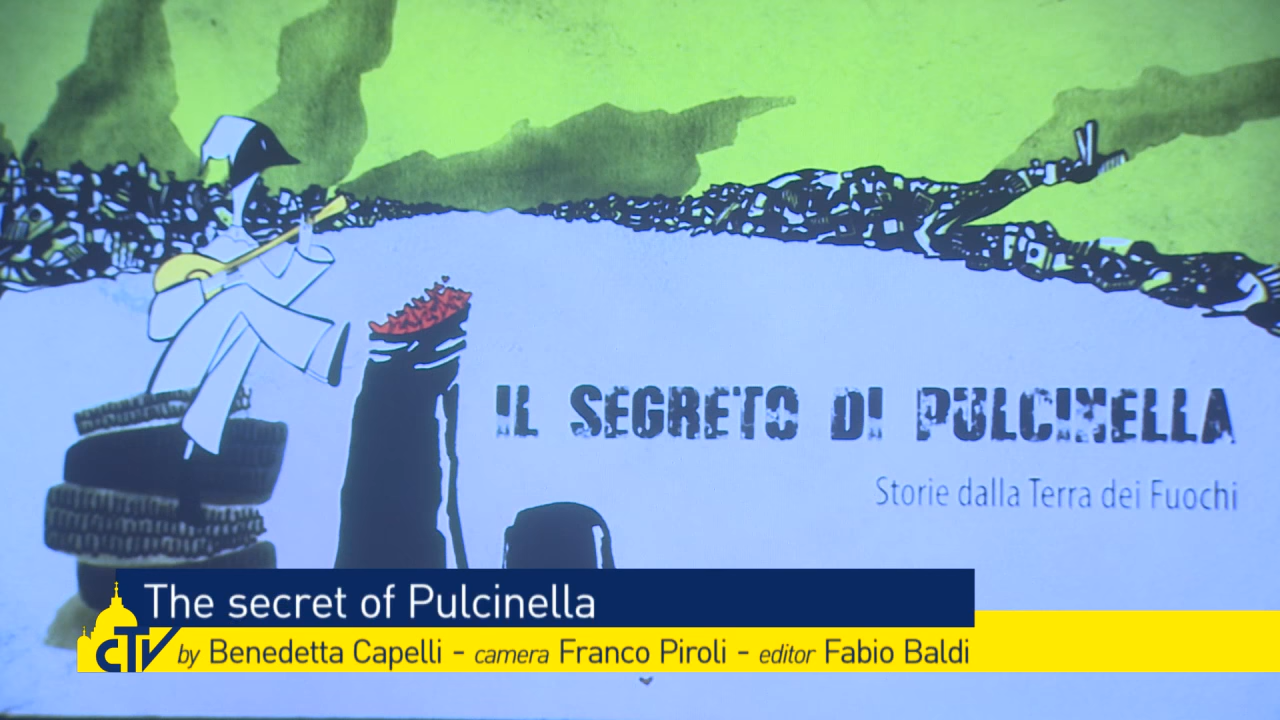 IL SEGRETO DI PULCINELLA
Storie dalla Terra dei Fuochi
The secret of Pulcinella
CTV
by Benedetta Capelli - camera Franco Piroli - editor Fabio Baldi